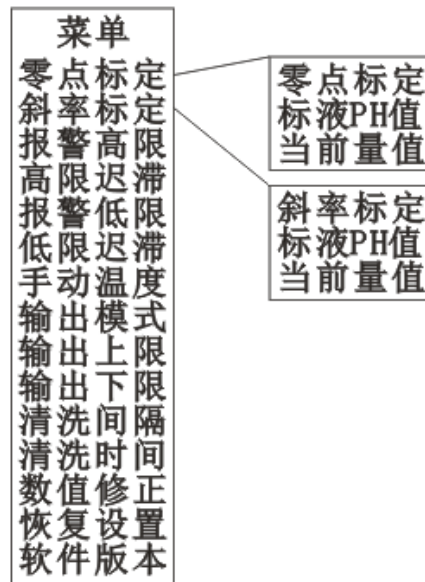 菜单
零点标定
斜率标定
报警高限
高限迟滞
报警低限
低限迟滞
手动温度
输出模式
输出上限
输出下限
清洗间隔
清洗时间
数值修正
恢复设置
软件版本
零点标定
标液PH值
当前量值
斜率标定
标液PH值
当前量值